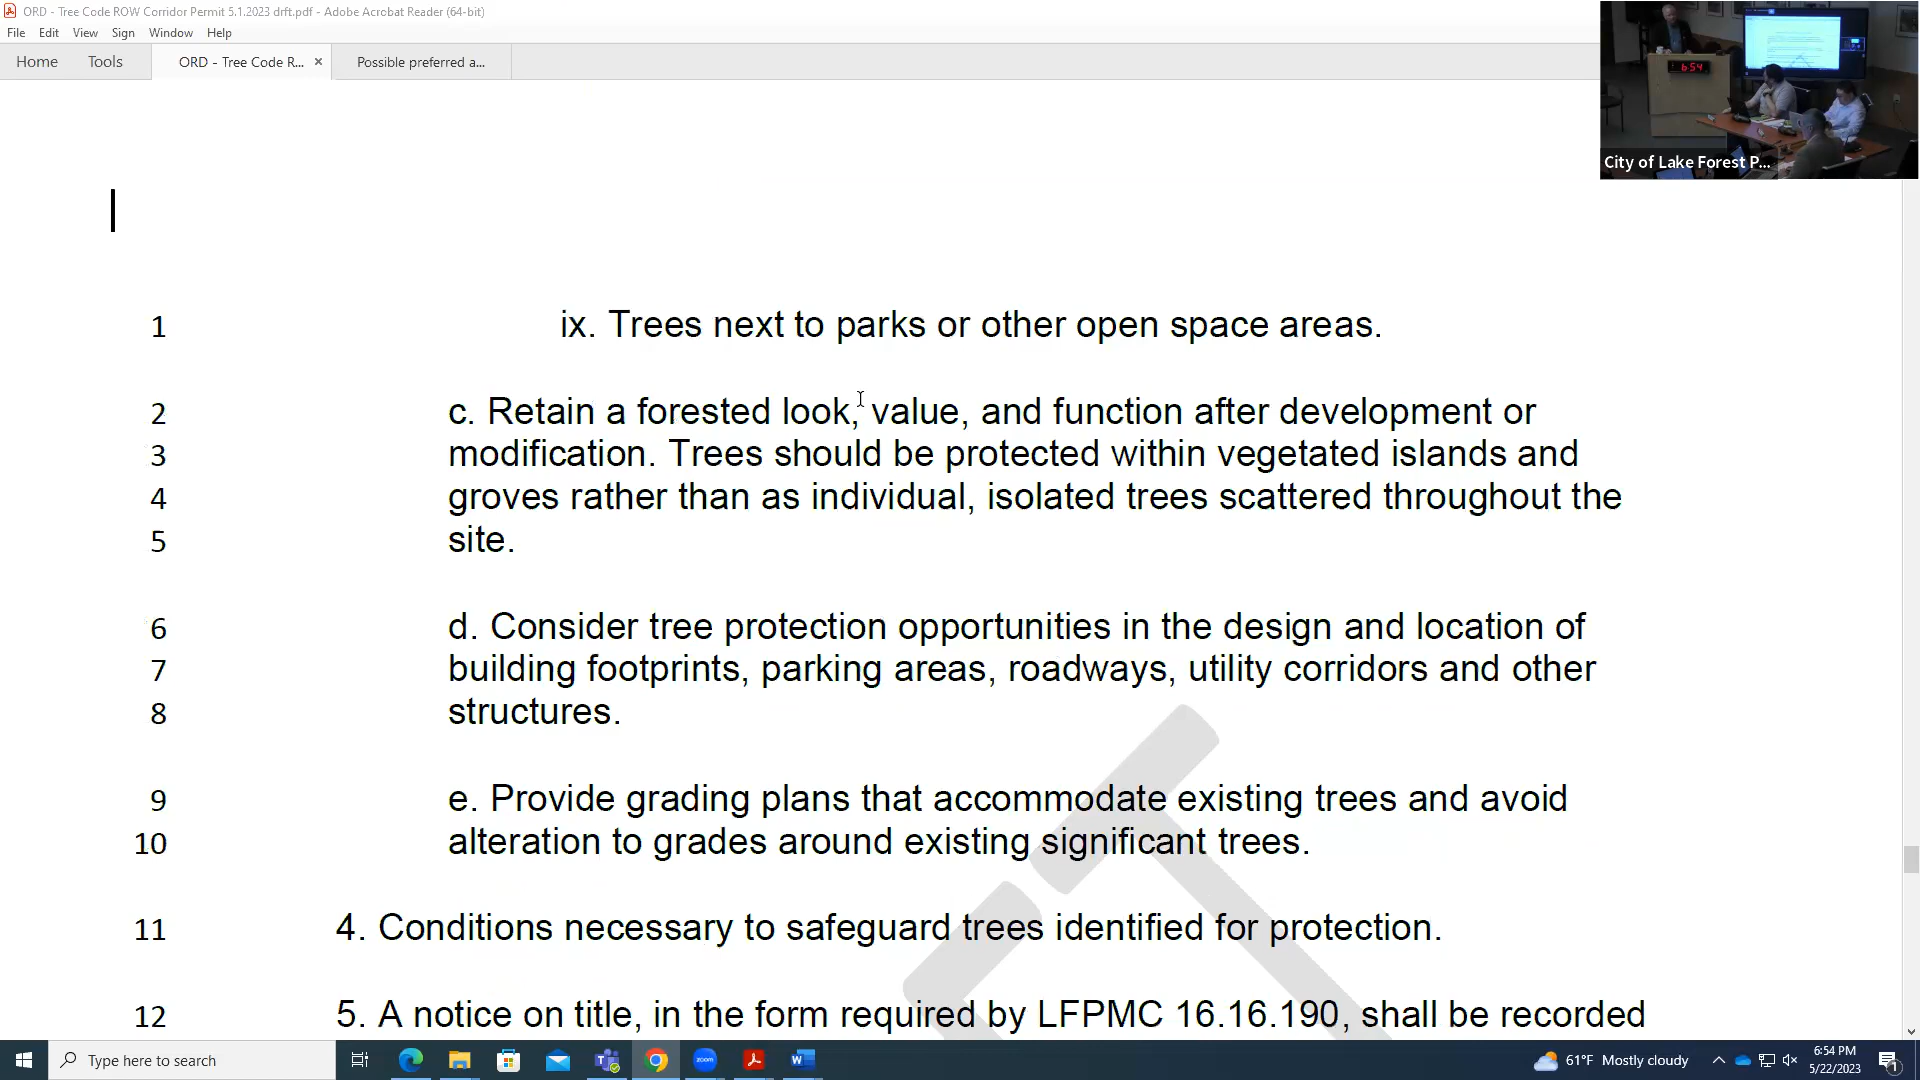 ORD - Tree Code ROW Corridor Permit 5.1.2023 drft.pdf - Adobe Acrobat Reader (64-bit)
File Edit View Sign Window Help
Home Tools ORD - Tree Code R... × Possible preferred a...
6:54
City of Lake Forest P...
1 ix. Trees next to parks or other open space areas.
2 c. Retain a forested look, value, and function after development or
3 modification. Trees should be protected within vegetated islands and
4 groves rather than as individual, isolated trees scattered throughout the
5 site.
6 d. Consider tree protection opportunities in the design and location of
7 building footprints, parking areas, roadways, utility corridors and other
8 structures.
9 e. Provide grading plans that accommodate existing trees and avoid
10 alteration to grades around existing significant trees.
11 4. Conditions necessary to safeguard trees identified for protection.
12 5. A notice on title, in the form required by LFPMC 16.16.190, shall be recorded
Type here to search
zoom
61°F Mostly cloudy
6:54 PM
5/22/2023
1